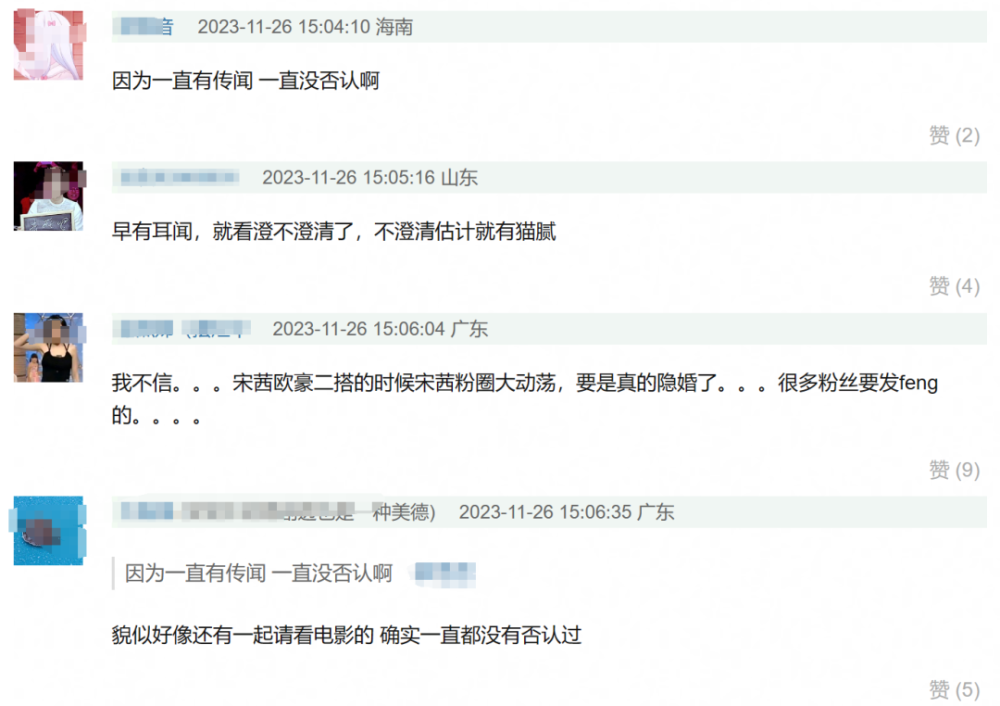 音 2023-11-26 15:04:10 海南
因为一直有传闻 一直没否认啊
赞 (2)
2023-11-26 15:05:16 山东
早有耳闻，就看澄不澄清了，不澄清估计就有猫腻
赞 (4)
2023-11-26 15:06:04 广东
我不信。。。宋茜欧豪二搭的时候宋茜粉圈大动荡，要是真的隐婚了。。。很多粉丝要发feng
的。。。。
赞 (9)
一种美德) 2023-11-26 15:06:35 广东
因为一直有传闻 一直没否认啊
貌似好像还有一起请看电影的 确实一直都没有否认过
赞 (5)